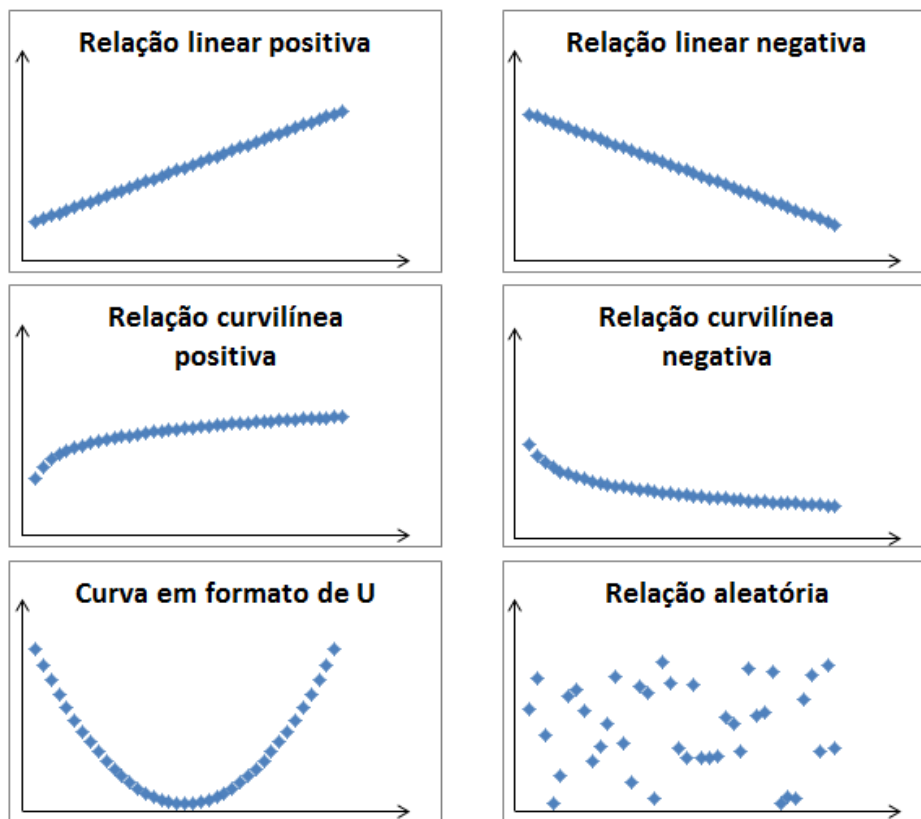 Relação linear positiva
Relação linear negativa
Relação curvilínea
positiva
Relação curvilínea
negativa
Curva em formato de U
Relação aleatória